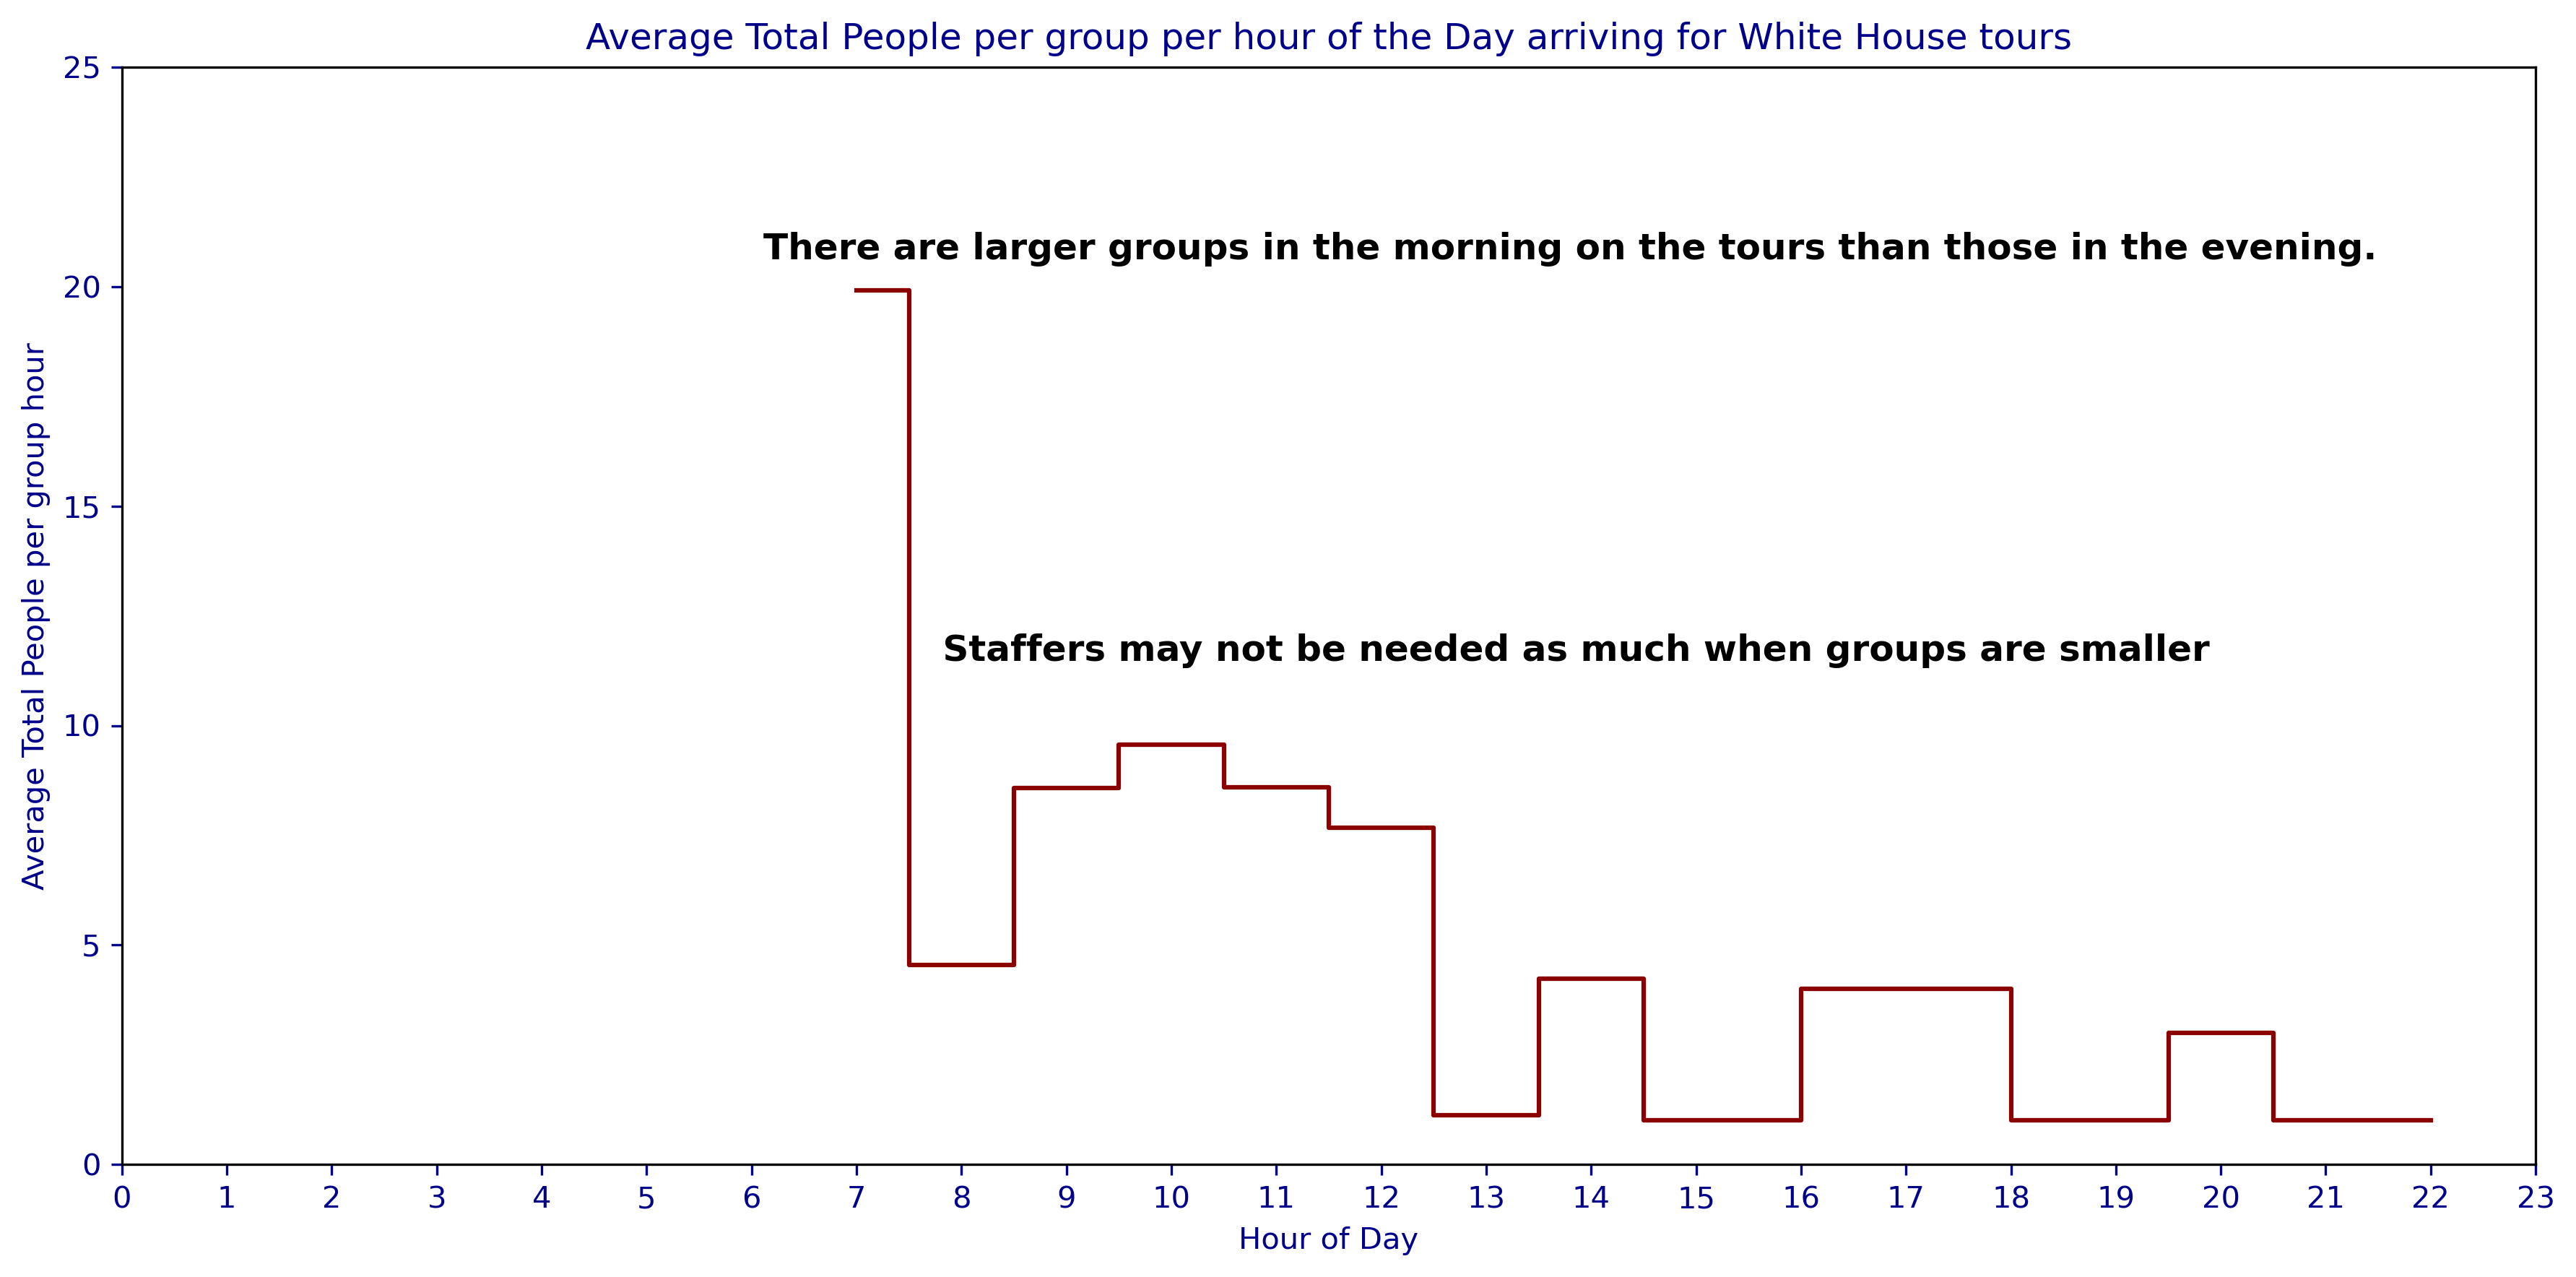 Average Total People per group per hour of the Day arriving for White House tours
25
20
15
10
5
0
Average Total People per group hour
There are larger groups in the morning on the tours than those in the evening.
Staffers may not be needed as much when groups are smaller
0 1 2 3 4 5 6 7 8 9 10 11 12 13 14 15 16 17 18 19 20 21 22 23
Hour of Day